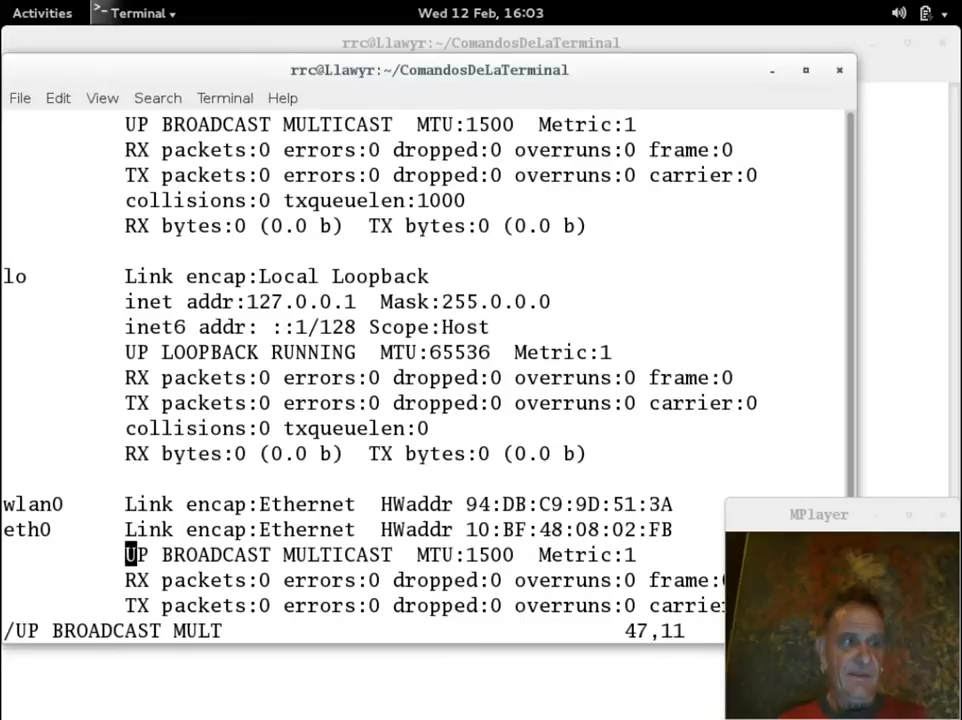 Activities >- Terminal Wed 12 Feb, 16:03
rrc@Llawyr:~/ComandosDeLaTerminal
rrc@Llawyr:~/ComandosDeLaTerminal
File Edit View Search Terminal Help
UP BROADCAST MULTICAST MTU:1500 Metric:1
RX packets:0 errors:0 dropped:0 overruns:0 frame:0
TX packets:0 errors:0 dropped:0 overruns:0 carrier:0
collisions:0 txqueuelen:1000
RX bytes:0 (0.0 b) TX bytes:0 (0.0 b)
lo Link encap:Local Loopback
inet addr:127.0.0.1 Mask:255.0.0.0
inet6 addr: ::1/128 Scope:Host
UP LOOPBACK RUNNING MTU:65536 Metric:1
RX packets:0 errors:0 dropped:0 overruns:0 frame:0
TX packets:0 errors:0 dropped:0 overruns:0 carrier:0
collisions:0 txqueuelen:0
RX bytes:0 (0.0 b) TX bytes:0 (0.0 b)
wlan0 Link encap:Ethernet HWaddr 94:DB:C9:9D:51:3A
eth0 Link encap:Ethernet HWaddr 10:BF:48:08:02:FB
UP BROADCAST MULTICAST MTU:1500 Metric:1
RX packets:0 errors:0 dropped:0 overruns:0 frame:
TX packets:0 errors:0 dropped:0 overruns:0 carrier
/UP BROADCAST MULT 47,11
MPlayer